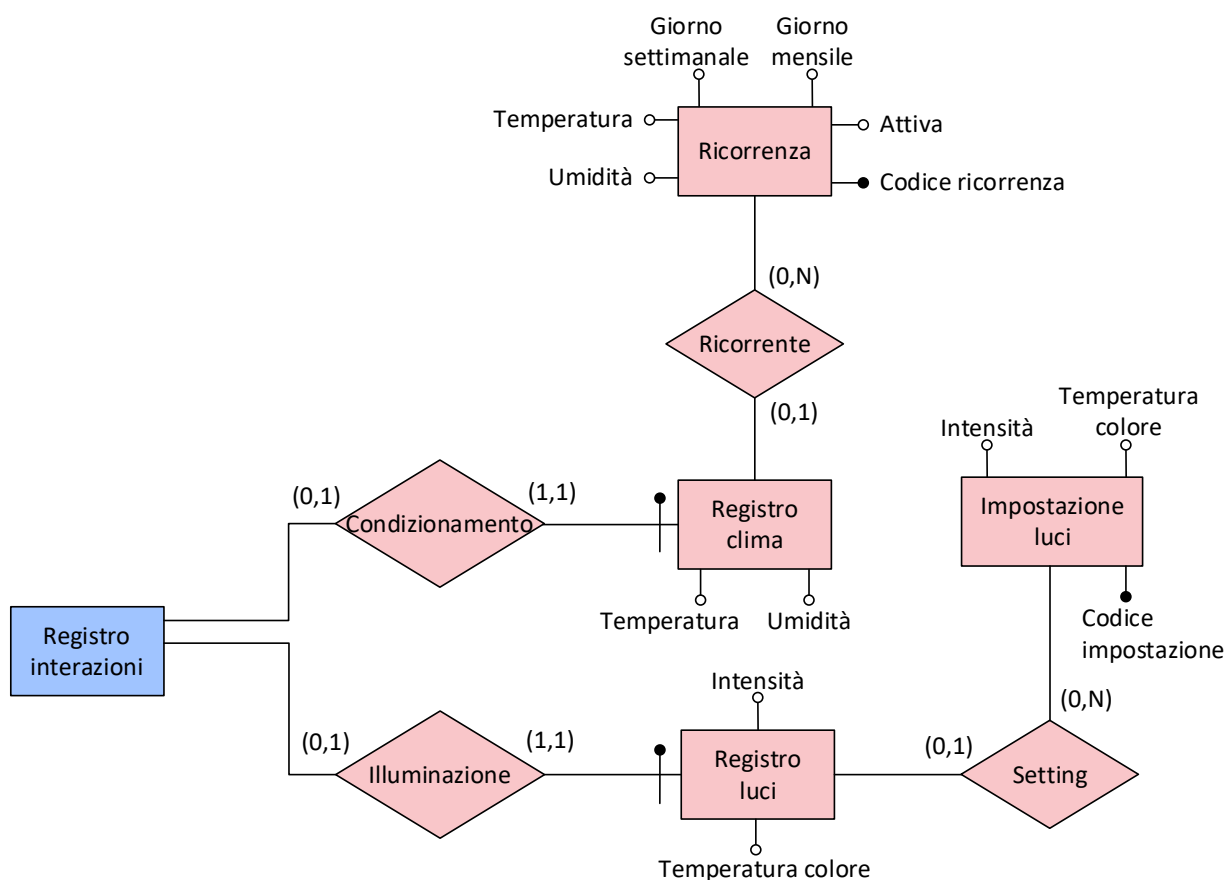 Giorno
settimanale
Giorno
mensile
Temperatura
Attiva
Ricorrenza
Umidità
Codice ricorrenza
(0,N)
Ricorrente
(0,1)
Temperatura
colore
Intensità
(0,1)
(1,1)
Condizionamento
Registro
clima
Impostazione
luci
Temperatura
Umidità
Codice
impostazione
Registro
interazioni
Intensità
(0,N)
(0,1)
(1,1)
(0,1)
Illuminazione
Registro
luci
Setting
Temperatura colore